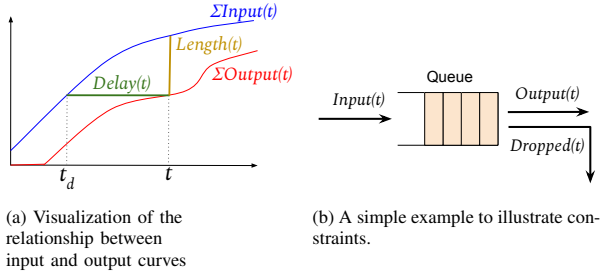 ΣInput(t)
Length(t)
ΣOutput(t)
Delay(t)
t_d
t
(a) Visualization of the
relationship between
input and output curves
Queue
Input(t)
Output(t)
Dropped(t)
(b) A simple example to illustrate con-
straints.